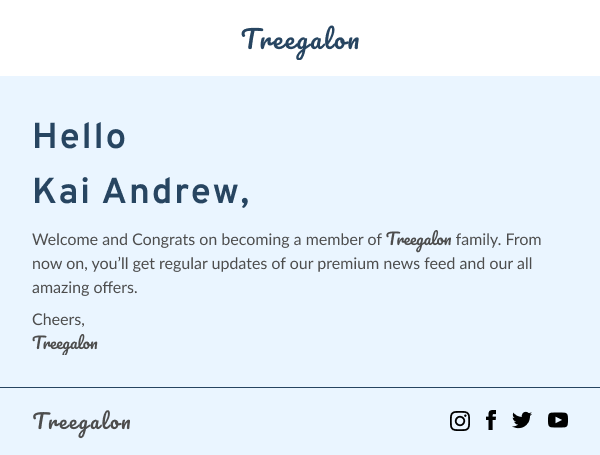 Treegalon
Hello
Kai Andrew,
Welcome and Congrats on becoming a member of Treegalon family. From
now on, you’ll get regular updates of our premium news feed and our all
amazing offers.
Cheers,
Treegalon
Treegalon